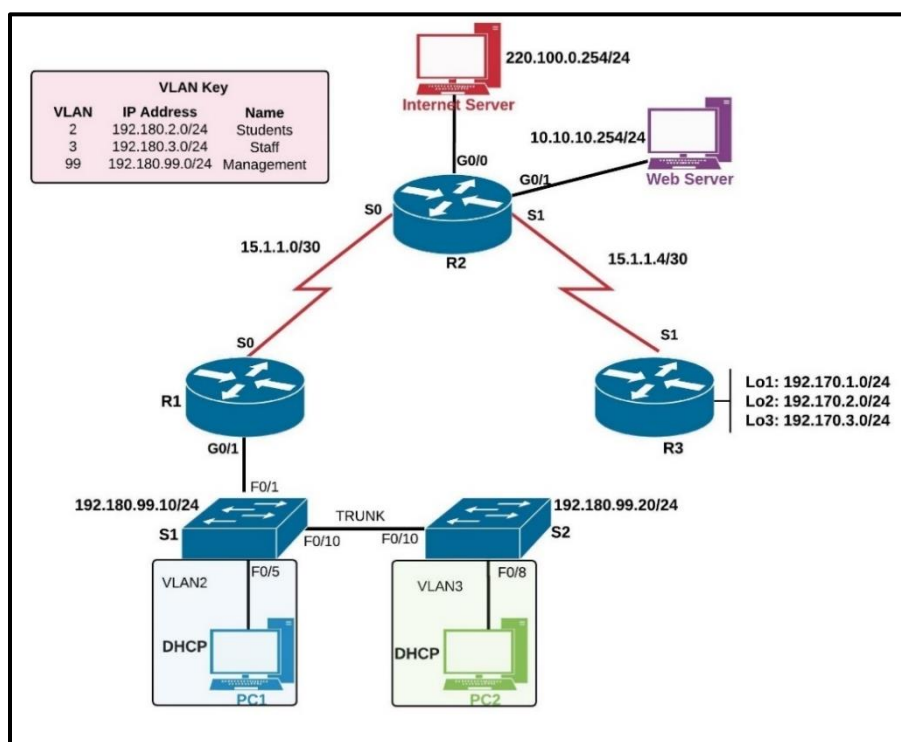 220.100.0.254/24
Internet Server
VLAN Key
VLAN IP Address Name
2 192.180.2.0/24 Students
3 192.180.3.0/24 Staff
99 192.180.99.0/24 Management
10.10.10.254/24
Web Server
G0/0
G0/1
S0
S1
R2
15.1.1.0/30
15.1.1.4/30
S0
S1
R1
R3
Lo1: 192.170.1.0/24
Lo2: 192.170.2.0/24
Lo3: 192.170.3.0/24
G0/1
F0/1
192.180.99.10/24
192.180.99.20/24
S1
TRUNK
S2
F0/10
F0/10
F0/5
VLAN2
DHCP
PC1
F0/8
VLAN3
DHCP
PC2